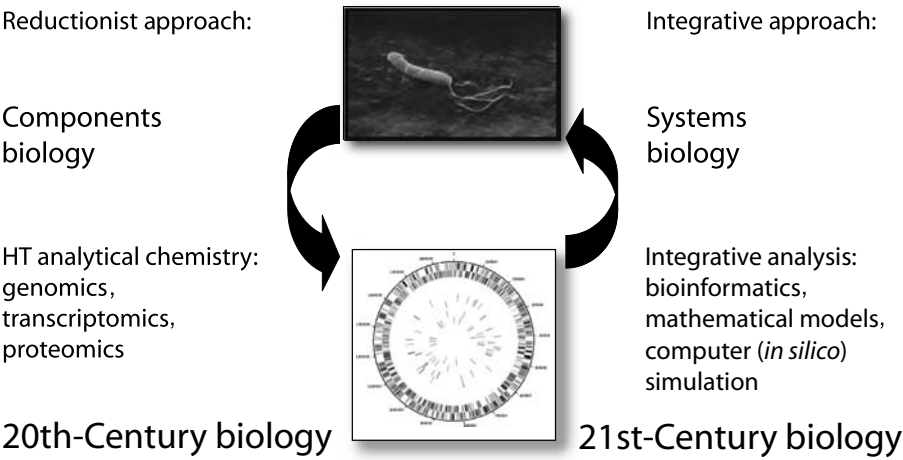 Reductionist approach:
Components
biology
HT analytical chemistry:
genomics,
transcriptomics,
proteomics
20th-Century biology
Integrative approach:
Systems
biology
Integrative analysis:
bioinformatics,
mathematical models,
computer (in silico)
simulation
21st-Century biology